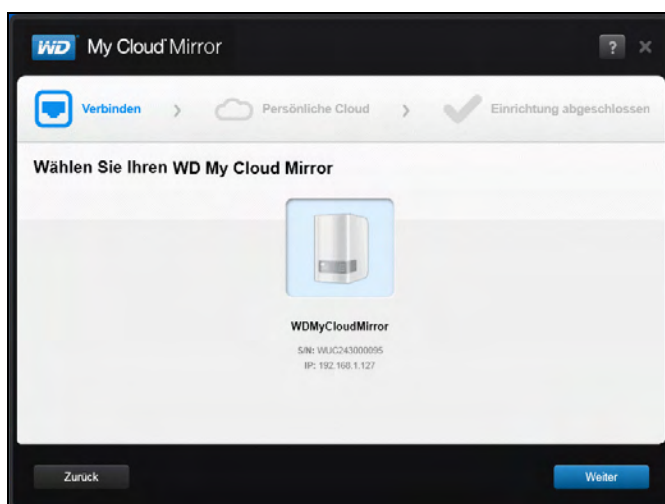 WD My Cloud Mirror ?
Verbinden > Persönliche Cloud > Einrichtung abgeschlossen
Wählen Sie Ihren WD My Cloud Mirror
WDMyCloudMirror
S/N: WUC243000095
IP: 192.168.1.127
Zurück Weiter